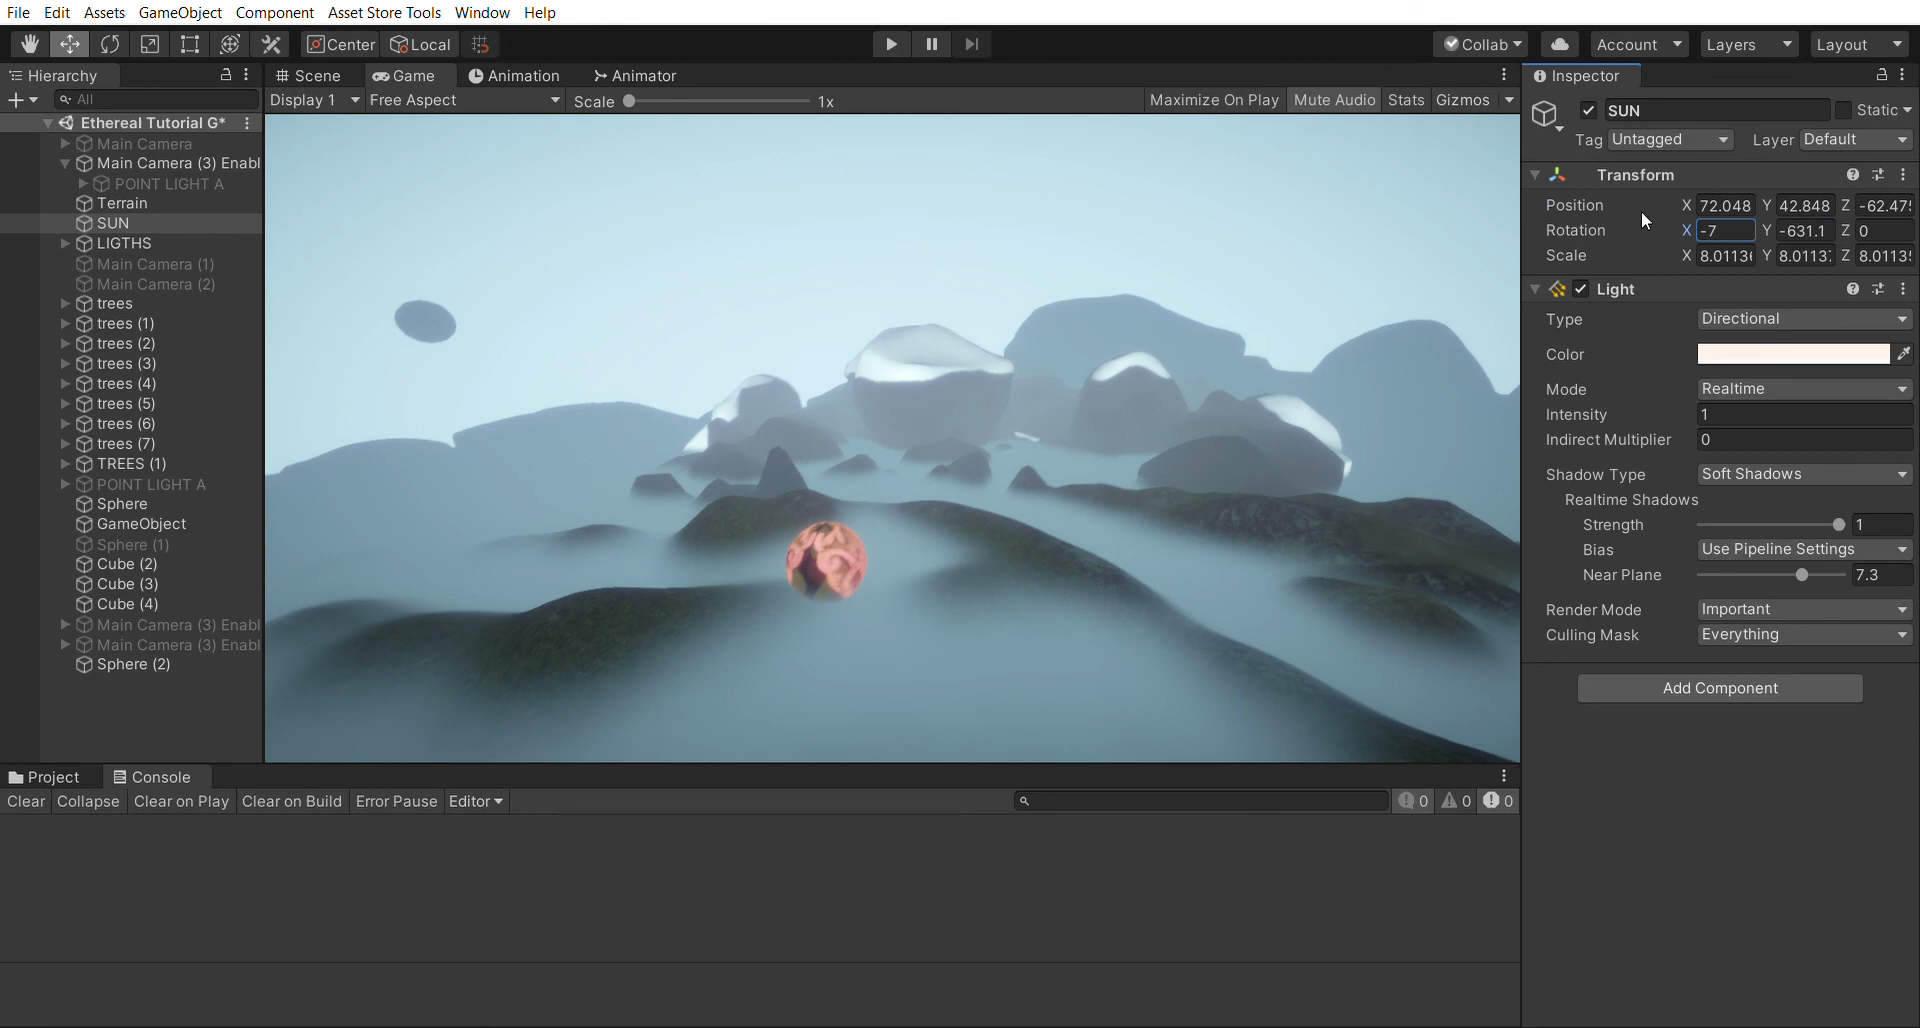 File Edit Assets GameObject Component Asset Store Tools Window Help
Center Local Collab Account Layers Layout
Hierarchy Scene Game Animation Animator Inspector
All Display 1 Free Aspect Scale 1x Maximize On Play Mute Audio Stats Gizmos
SUN Static
Tag Untagged Layer Default
Ethereal Tutorial G*
Main Camera
Main Camera (3) Enabl
POINT LIGHT A
Terrain
SUN
LIGTHS
Main Camera (1)
Main Camera (2)
trees
trees (1)
trees (2)
trees (3)
trees (4)
trees (5)
trees (6)
trees (7)
TREES (1)
POINT LIGHT A
Sphere
GameObject
Sphere (1)
Cube (2)
Cube (3)
Cube (4)
Main Camera (3) Enabl
Main Camera (3) Enabl
Sphere (2)
Transform
Position X 72.048 Y 42.848 Z -62.475
Rotation X -7 Y -631.1 Z 0
Scale X 8.01136 Y 8.01137 Z 8.01135
Light
Type Directional
Color
Mode Realtime
Intensity 1
Indirect Multiplier 0
Shadow Type Soft Shadows
Realtime Shadows
Strength 1
Bias Use Pipeline Settings
Near Plane 7.3
Render Mode Important
Culling Mask Everything
Add Component
Project Console
Clear Collapse Clear on Play Clear on Build Error Pause Editor 0 0 0